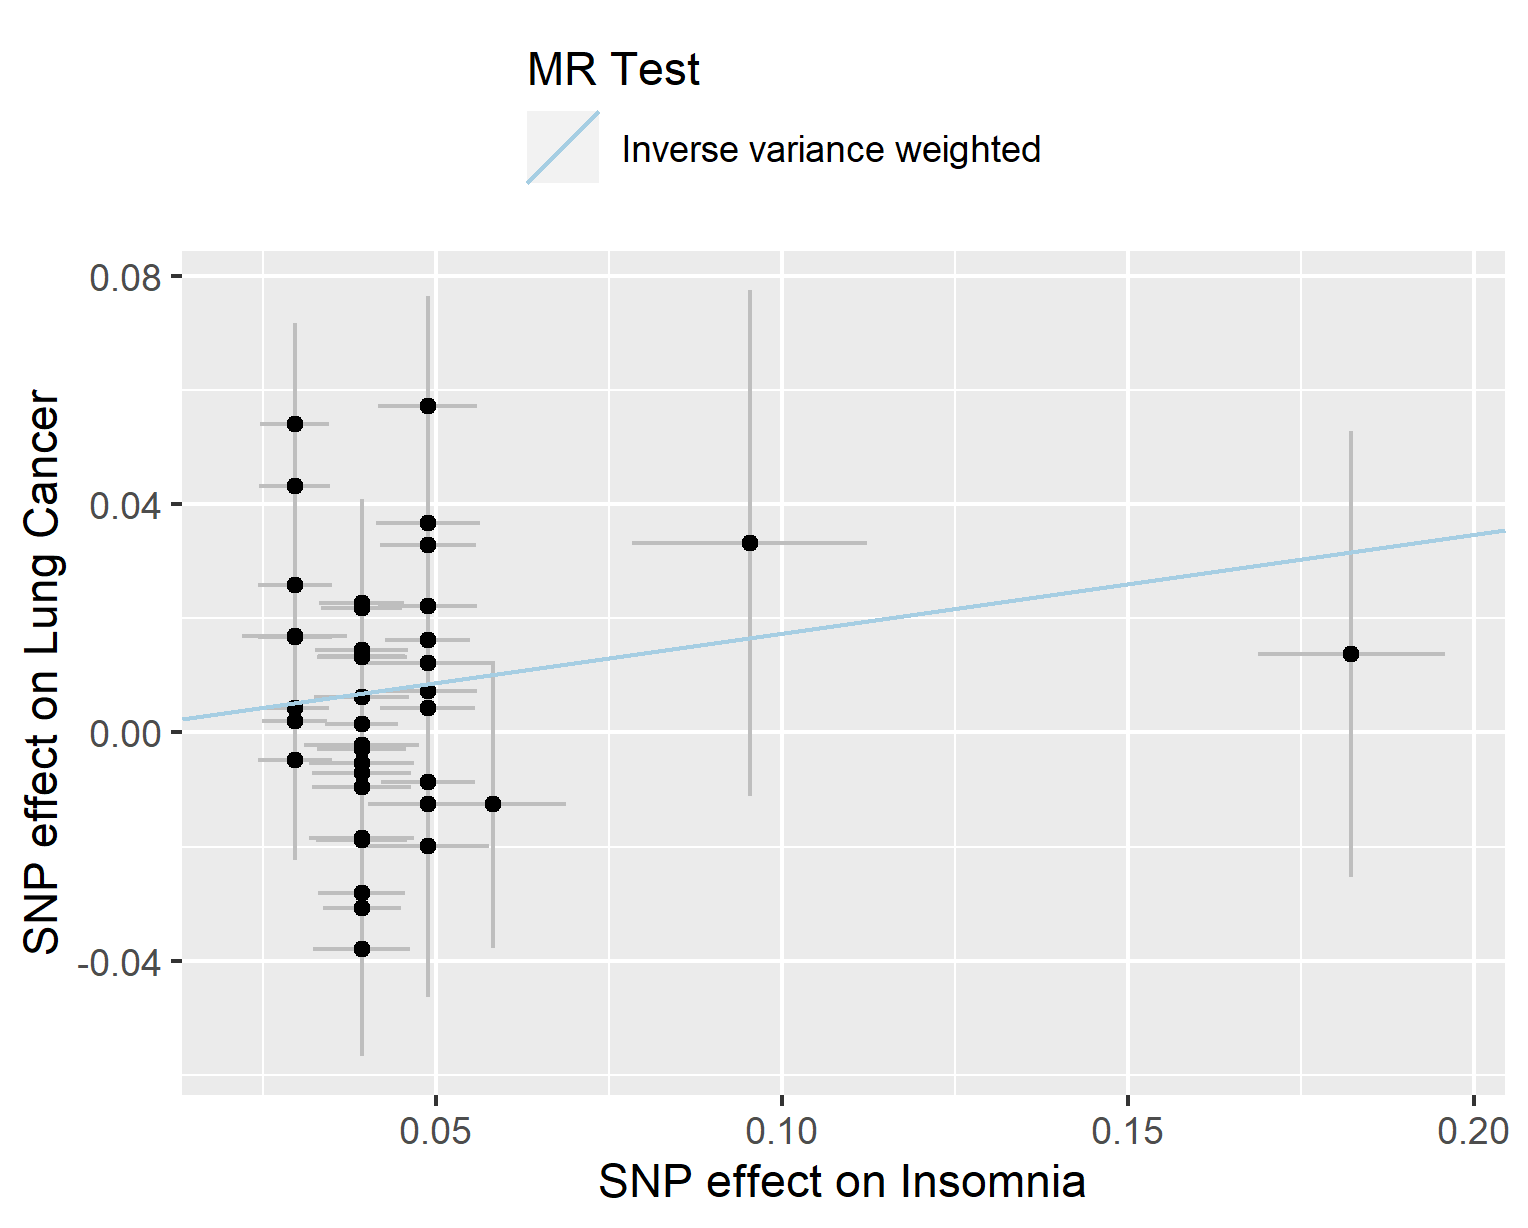 MR Test
Inverse variance weighted
SNP effect on Lung Cancer
0.08
0.04
0.00
-0.04
0.05 0.10 0.15 0.20
SNP effect on Insomnia